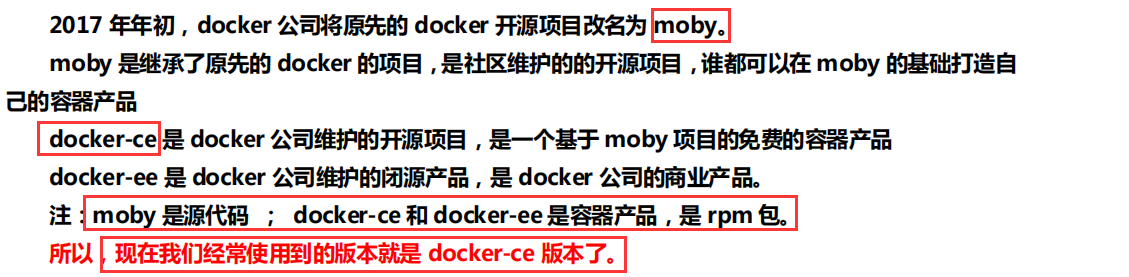 2017 年年初，docker 公司将原先的 docker 开源项目改名为 moby。
moby 是继承了原先的 docker 的项目，是社区维护的的开源项目，谁都可以在 moby 的基础打造自
己的容器产品
docker-ce 是 docker 公司维护的开源项目，是一个基于 moby 项目的免费的容器产品
docker-ee 是 docker 公司维护的闭源产品，是 docker 公司的商业产品。
注：moby 是源代码 ； docker-ce 和 docker-ee 是容器产品，是 rpm 包。
所以，现在我们经常使用到的版本就是 docker-ce 版本了。